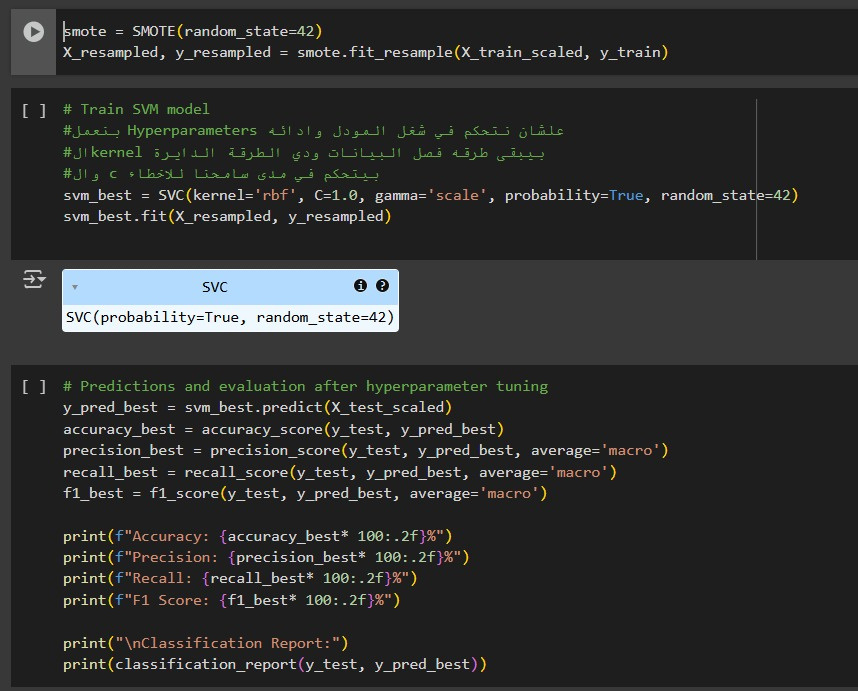 smote = SMOTE(random_state=42)
X_resampled, y_resampled = smote.fit_resample(X_train_scaled, y_train)
[ ] # Train SVM model
#بنعمل Hyperparameters علشان نتحكم في شغل المودل وادائه
#الkernel بيبقى طرقه فصل البيانات ودي الطرقة الدايرة
#وال c بيتحكم في مدى سامحنا للاخطاء
svm_best = SVC(kernel='rbf', C=1.0, gamma='scale', probability=True, random_state=42)
svm_best.fit(X_resampled, y_resampled)
SVC
SVC(probability=True, random_state=42)
[ ] # Predictions and evaluation after hyperparameter tuning
y_pred_best = svm_best.predict(X_test_scaled)
accuracy_best = accuracy_score(y_test, y_pred_best)
precision_best = precision_score(y_test, y_pred_best, average='macro')
recall_best = recall_score(y_test, y_pred_best, average='macro')
f1_best = f1_score(y_test, y_pred_best, average='macro')
print(f"Accuracy: {accuracy_best* 100:.2f}%")
print(f"Precision: {precision_best* 100:.2f}%")
print(f"Recall: {recall_best* 100:.2f}%")
print(f"F1 Score: {f1_best* 100:.2f}%")
print("\nClassification Report:")
print(classification_report(y_test, y_pred_best))